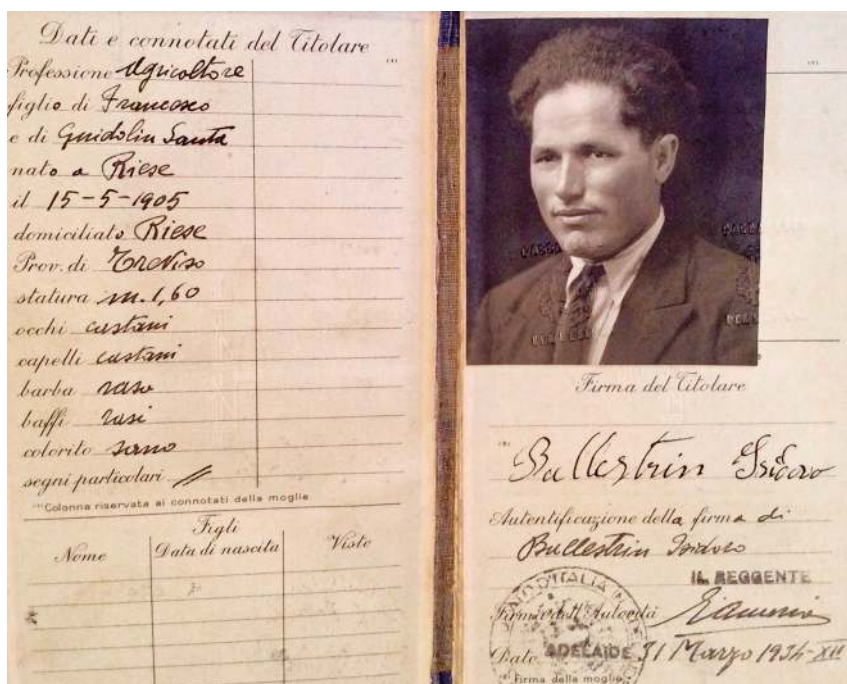 Dati e connotati del Titolare
Professione Agricoltore
figlio di Francesco
e di Guidolin Santa
nato a Riese
il 15-5-1905
domiciliato Riese
Prov. di Treviso
statura m. 1,60
occhi castani
capelli castani
barba rasa
baffi rasi
colorito sano
segni particolari //
Colonna riservata ai connotati della moglie
Figli
Nome Data di nascita Visto
Firma del Titolare
Ballestrin Isidoro
Autentificazione della firma di
Ballestrin Isidoro
IL REGGENTE
Firma dell'Autorità
Dato ADELAIDE 31 Marzo 1934-XII
Firma della moglie